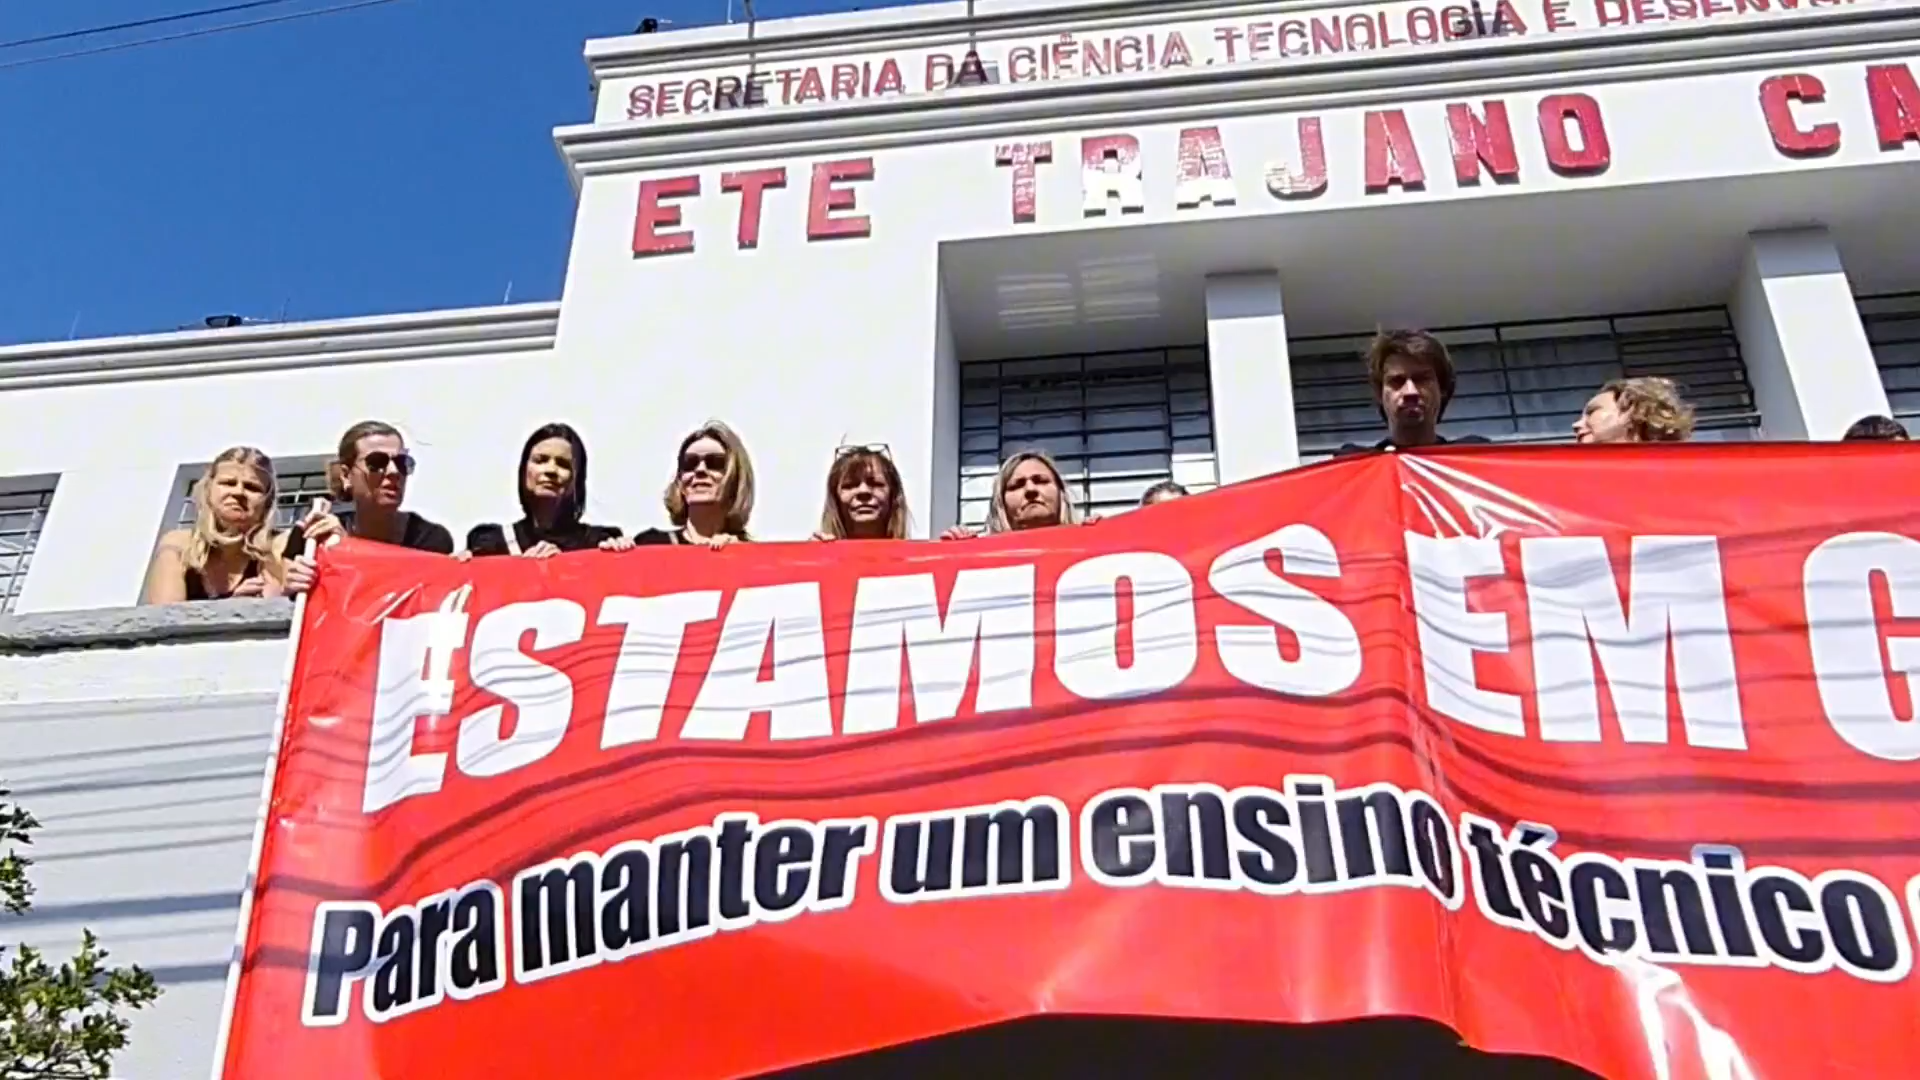 SECRETARIA DA CIÊNCIA, TECNOLOGIA E DESENV
ETE TRAJANO CA
#ESTAMOS EM G
Para manter um ensino técnico